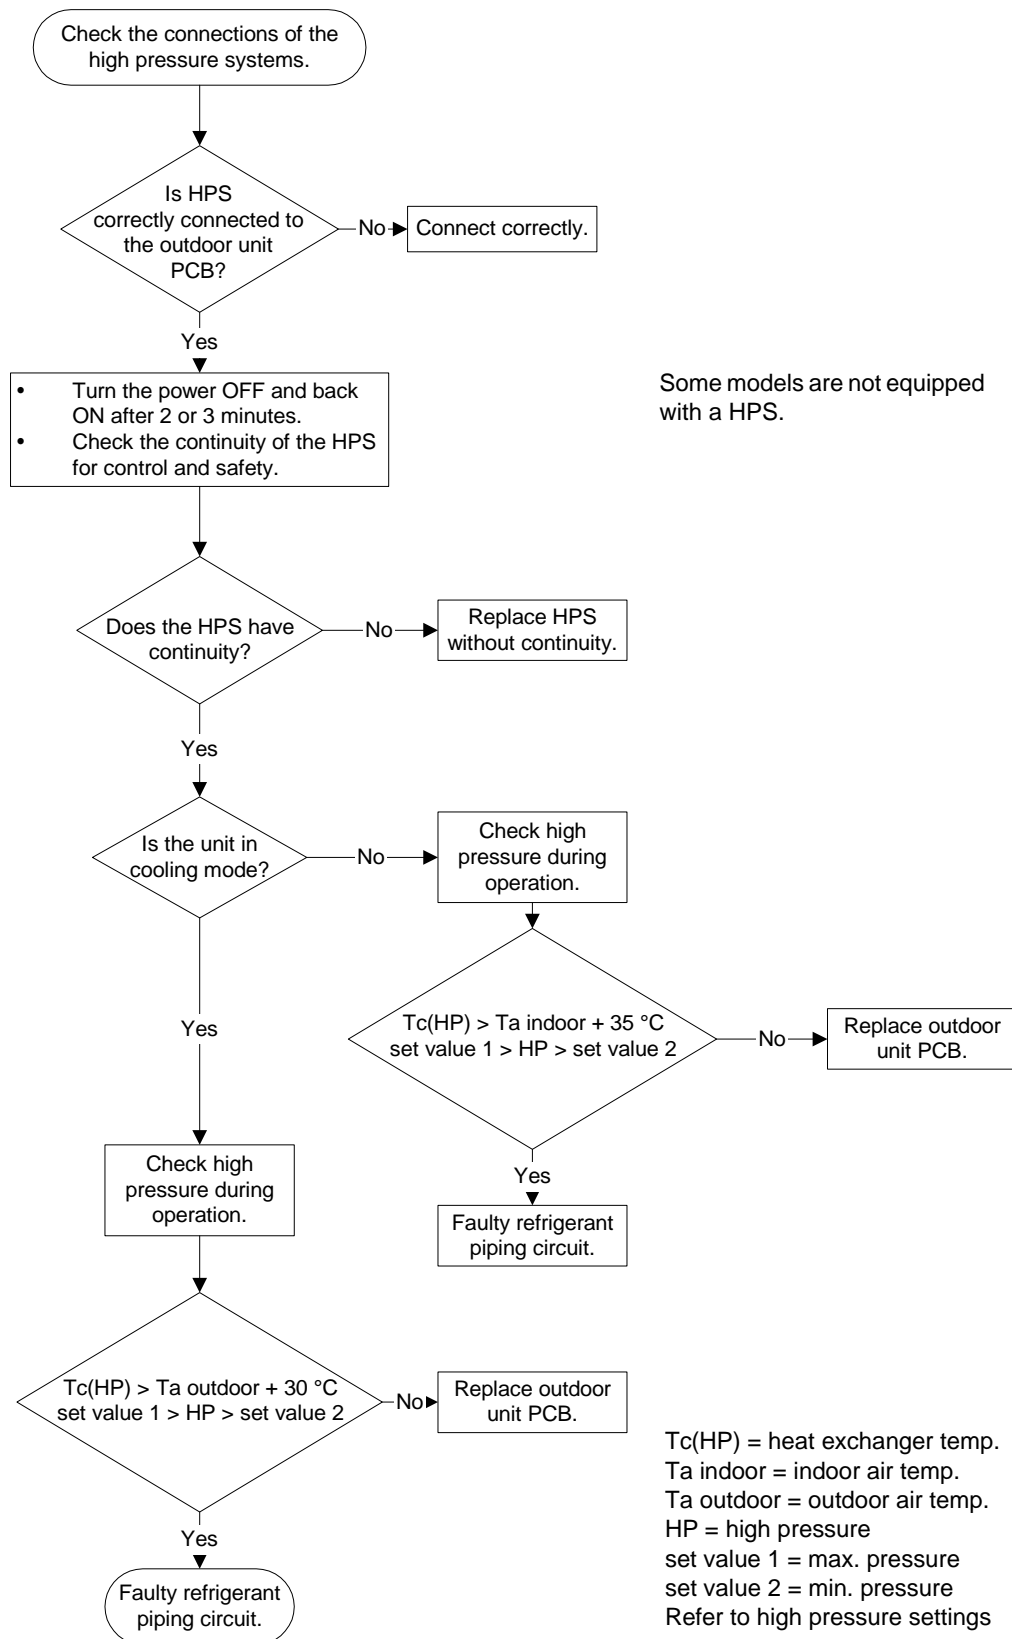 Check the connections of the
high pressure systems.
Is HPS
correctly connected to
the outdoor unit
PCB?
No
Connect correctly.
Yes
• Turn the power OFF and back
ON after 2 or 3 minutes.
• Check the continuity of the HPS
for control and safety.
Some models are not equipped
with a HPS.
Does the HPS have
continuity?
No
Replace HPS
without continuity.
Yes
Is the unit in
cooling mode?
No
Check high
pressure during
operation.
Yes
Tc(HP) > Ta indoor + 35 °C
set value 1 > HP > set value 2
No
Replace outdoor
unit PCB.
Yes
Faulty refrigerant
piping circuit.
Check high
pressure during
operation.
Tc(HP) > Ta outdoor + 30 °C
set value 1 > HP > set value 2
No
Replace outdoor
unit PCB.
Yes
Faulty refrigerant
piping circuit.
Tc(HP) = heat exchanger temp.
Ta indoor = indoor air temp.
Ta outdoor = outdoor air temp.
HP = high pressure
set value 1 = max. pressure
set value 2 = min. pressure
Refer to high pressure settings